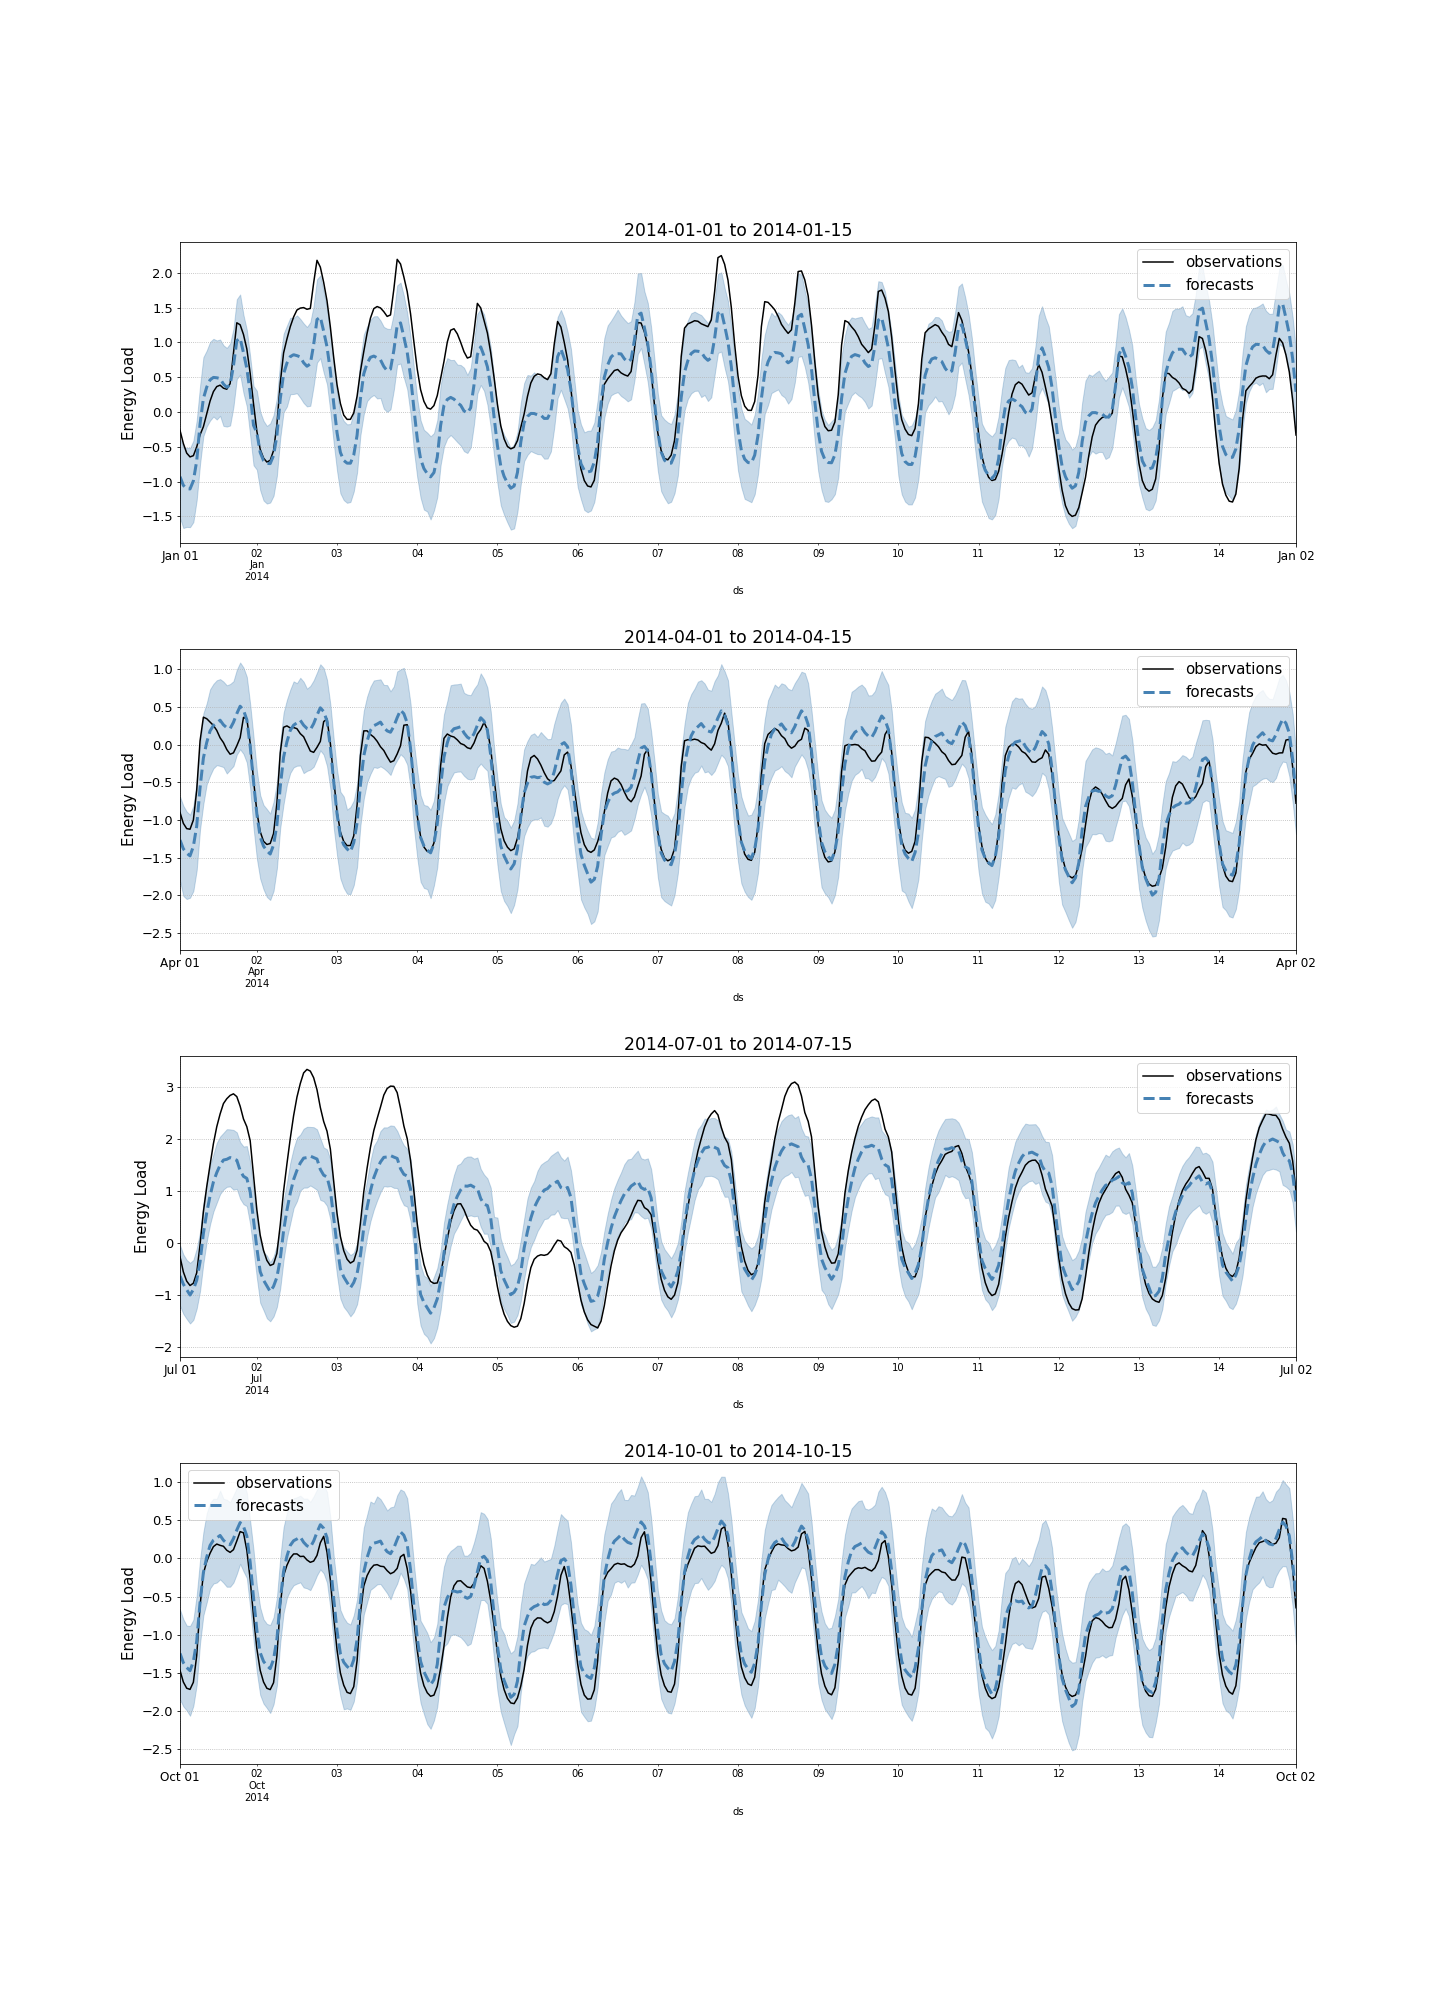 2014-01-01 to 2014-01-15
observations
forecasts
Energy Load
2.0
1.5
1.0
0.5
0.0
−0.5
−1.0
−1.5
Jan 01 02 03 04 05 06 07 08 09 10 11 12 13 14 Jan 02
Jan
2014
ds
2014-04-01 to 2014-04-15
observations
forecasts
Energy Load
1.0
0.5
0.0
−0.5
−1.0
−1.5
−2.0
−2.5
Apr 01 02 03 04 05 06 07 08 09 10 11 12 13 14 Apr 02
Apr
2014
ds
2014-07-01 to 2014-07-15
observations
forecasts
Energy Load
3
2
1
0
−1
−2
Jul 01 02 03 04 05 06 07 08 09 10 11 12 13 14 Jul 02
Jul
2014
ds
2014-10-01 to 2014-10-15
observations
forecasts
Energy Load
1.0
0.5
0.0
−0.5
−1.0
−1.5
−2.0
−2.5
Oct 01 02 03 04 05 06 07 08 09 10 11 12 13 14 Oct 02
Oct
2014
ds